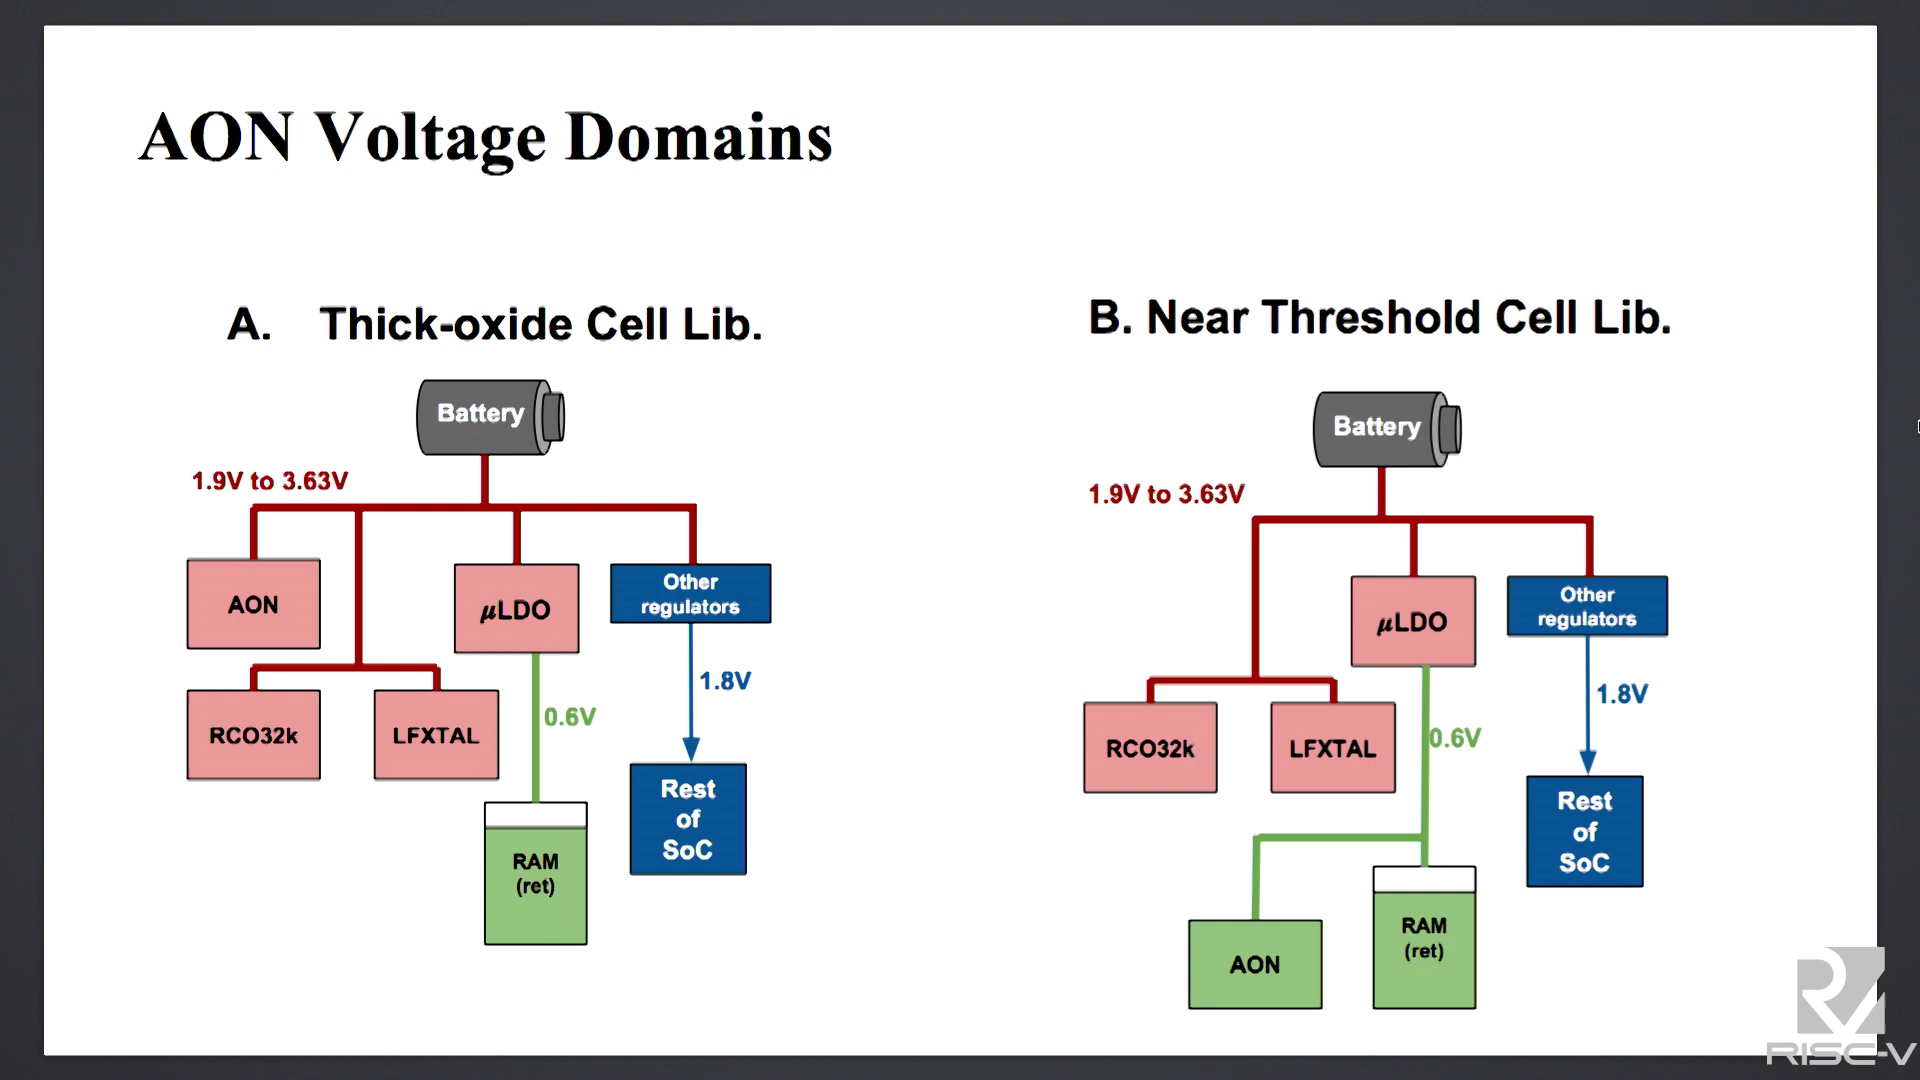 AON Voltage Domains
A. Thick-oxide Cell Lib.
Battery
1.9V to 3.63V
AON
μLDO
Other
regulators
RCO32k
LFXTAL
0.6V
1.8V
RAM
(ret)
Rest
of
SoC
B. Near Threshold Cell Lib.
Battery
1.9V to 3.63V
μLDO
Other
regulators
RCO32k
LFXTAL
0.6V
1.8V
AON
RAM
(ret)
Rest
of
SoC
RISC-V